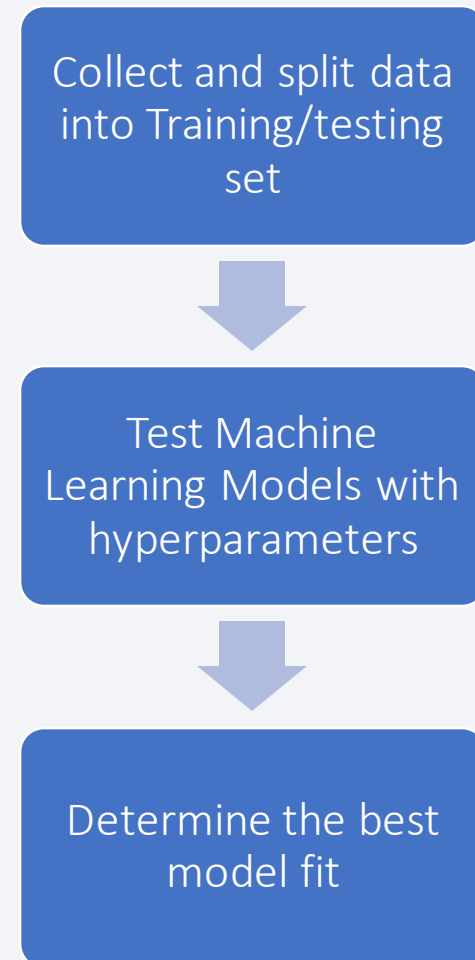 Collect and split data
into Training/testing
set
Test Machine
Learning Models with
hyperparameters
Determine the best
model fit